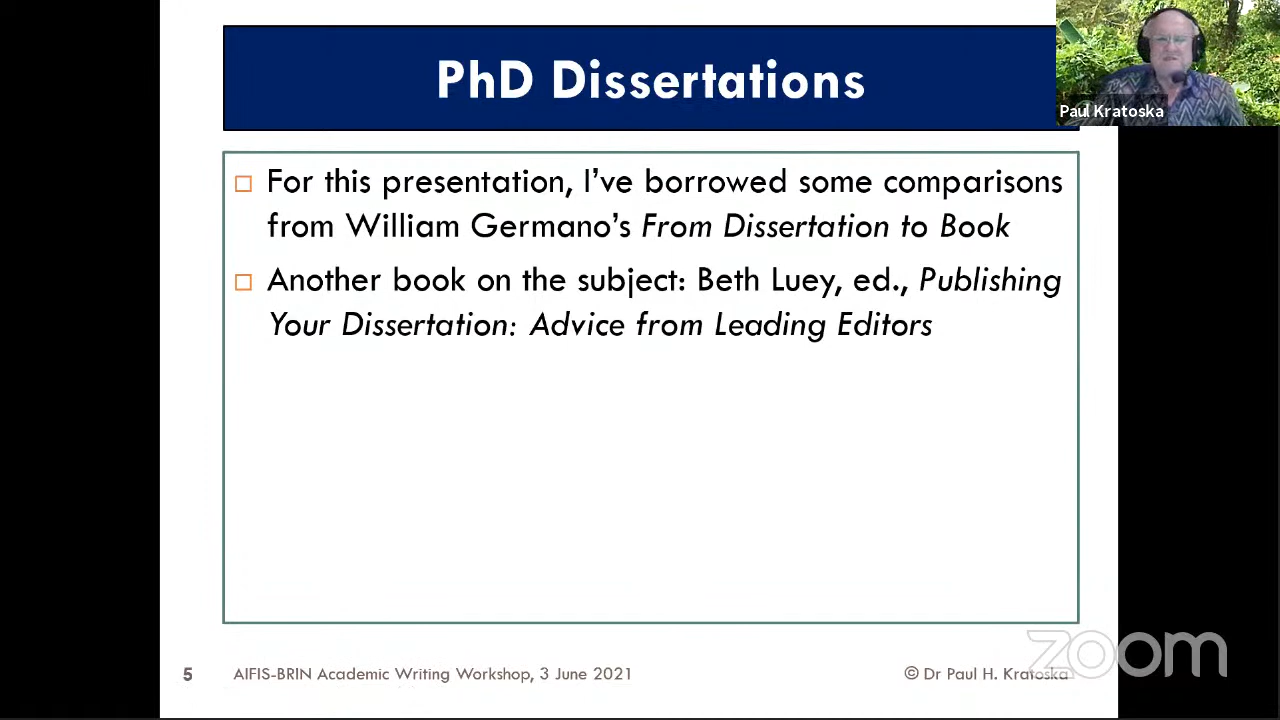 PhD Dissertations
Paul Kratoska
For this presentation, I've borrowed some comparisons
from William Germano's From Dissertation to Book
Another book on the subject: Beth Luey, ed., Publishing
Your Dissertation: Advice from Leading Editors
zoom
5 AIFIS-BRIN Academic Writing Workshop, 3 June 2021 © Dr Paul H. Kratoska